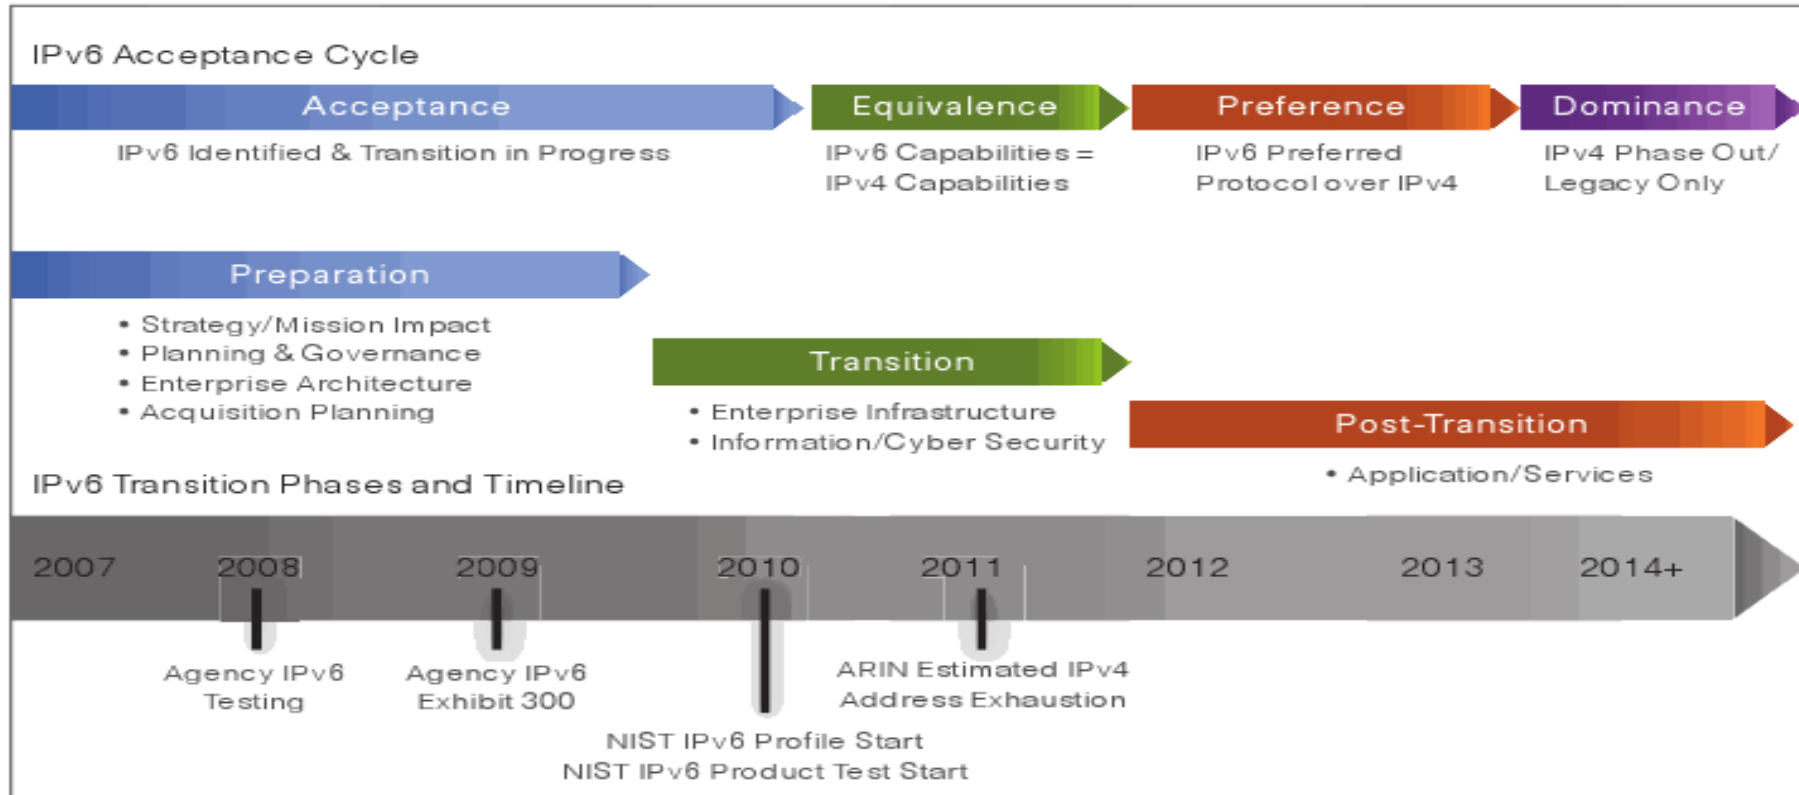 IPv6 Acceptance Cycle
Acceptance
Equivalence
Preference
Dominance
IPv6 Identified & Transition in Progress
IPv6 Capabilities =
IPv4 Capabilities
IPv6 Preferred
Protocol over IPv4
IPv4 Phase Out/
Legacy Only
Preparation
• Strategy/Mission Impact
• Planning & Governance
• Enterprise Architecture
• Acquisition Planning
Transition
• Enterprise Infrastructure
• Information/Cyber Security
Post-Transition
• Application/Services
IPv6 Transition Phases and Timeline
2007
2008
2009
2010
2011
2012
2013
2014+
Agency IPv6
Testing
Agency IPv6
Exhibit 300
NIST IPv6 Profile Start
NIST IPv6 Product Test Start
ARIN Estimated IPv4
Address Exhaustion